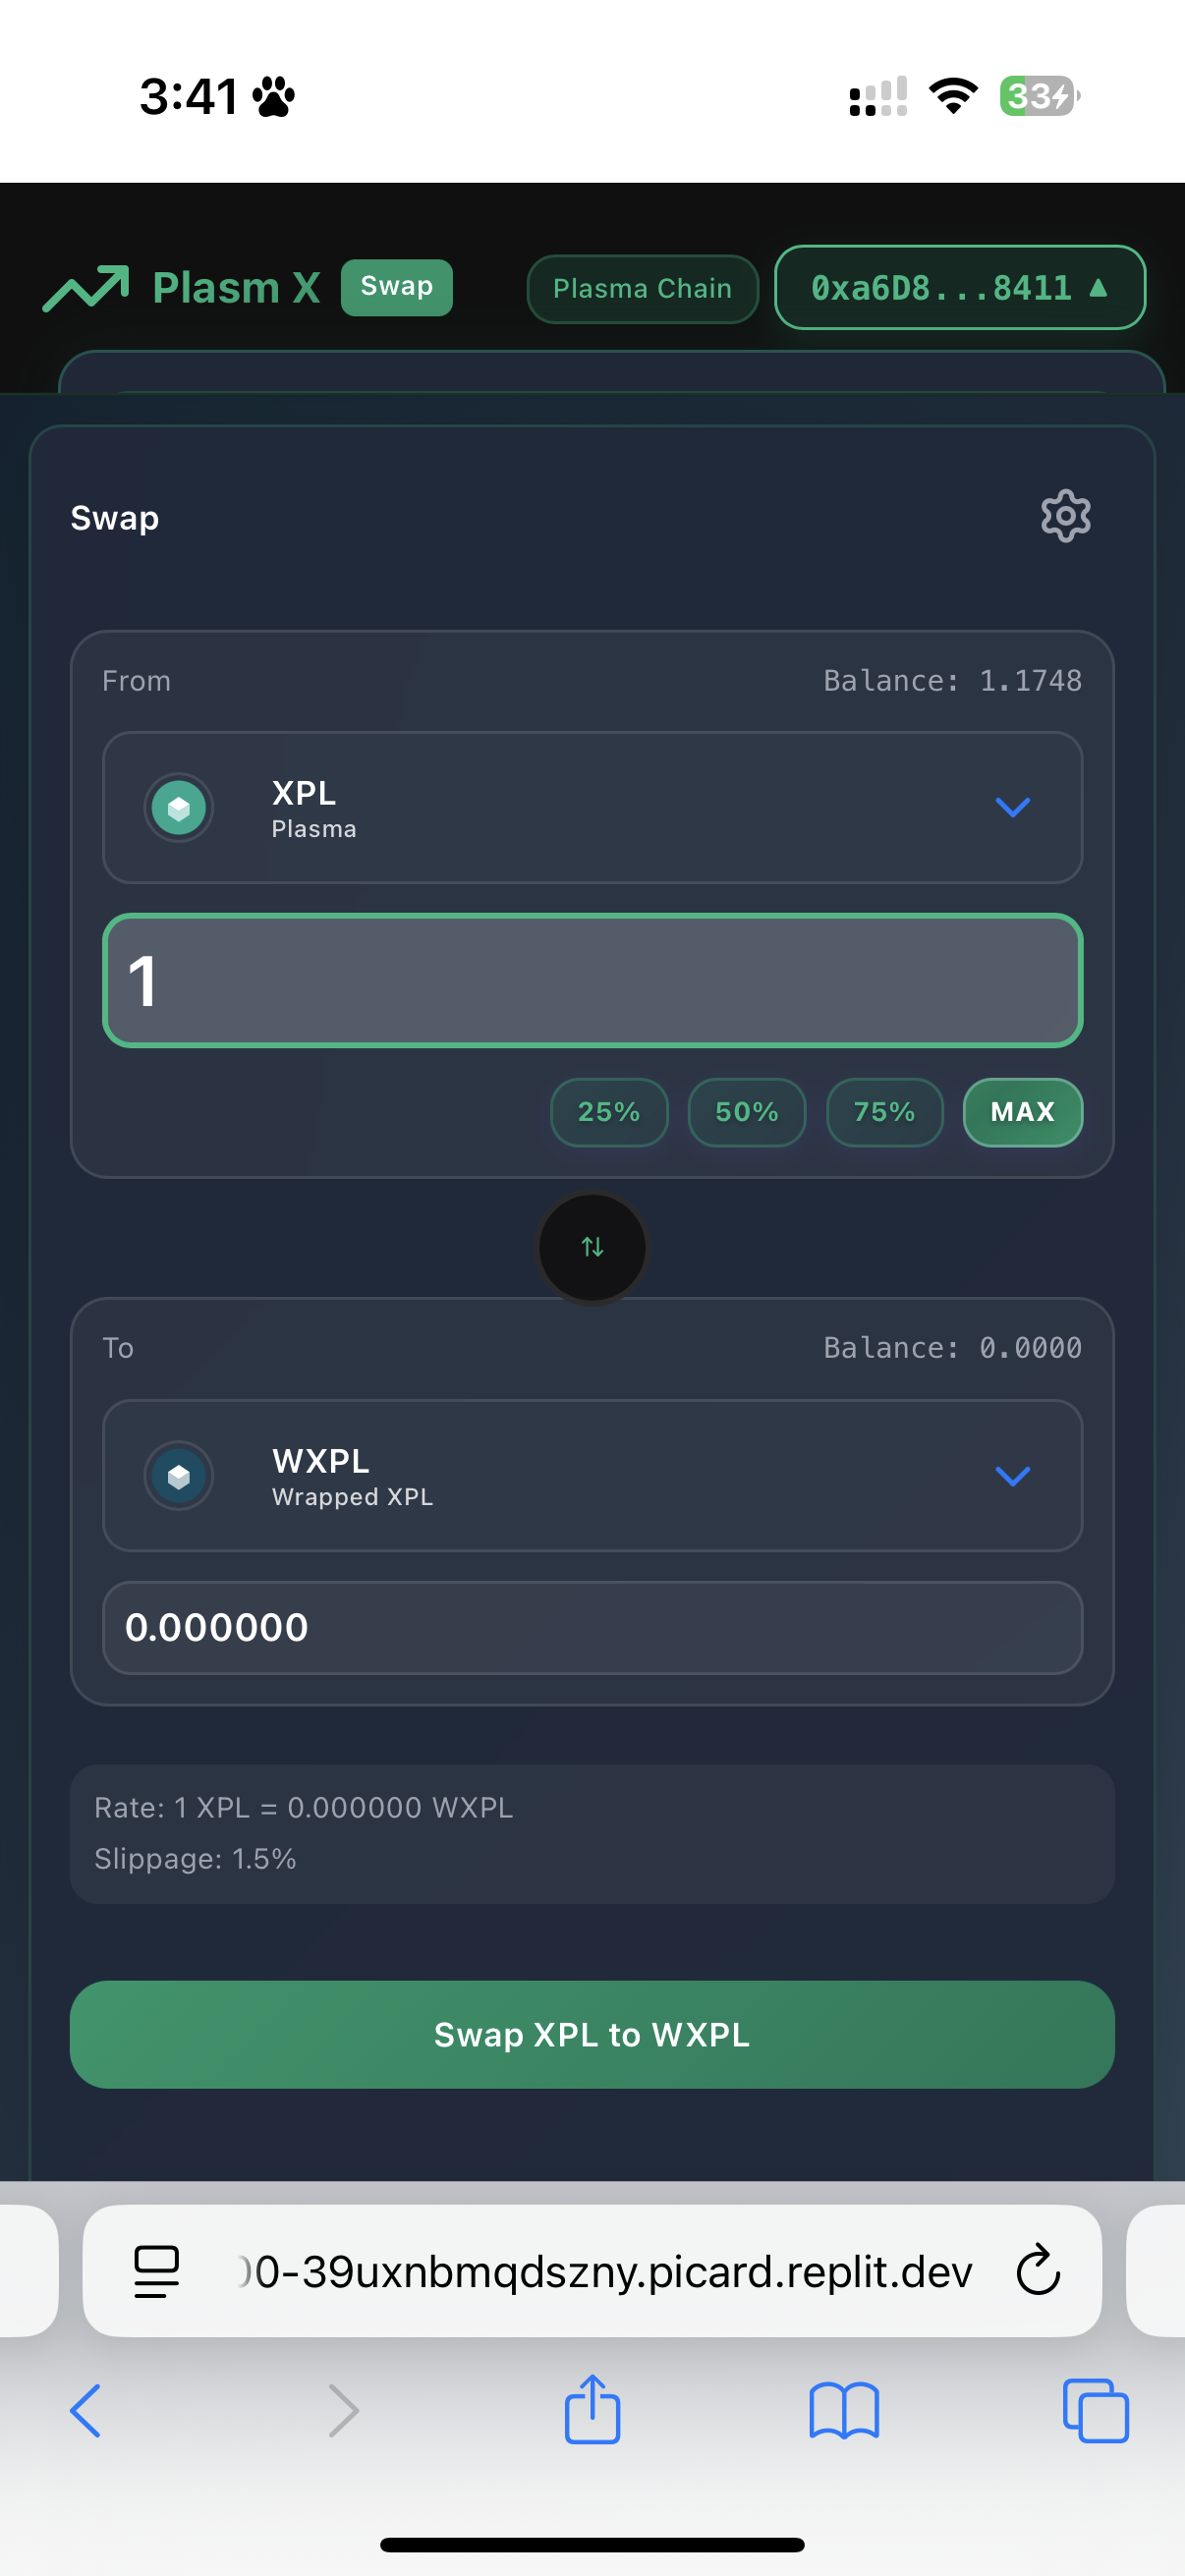 3:41
33
Plasm X
Swap
Plasma Chain
0xa6D8...8411 ▲
Swap
From
Balance: 1.1748
XPL
Plasma
1
25%
50%
75%
MAX
To
Balance: 0.0000
WXPL
Wrapped XPL
0.000000
Rate: 1 XPL = 0.000000 WXPL
Slippage: 1.5%
Swap XPL to WXPL
0-39uxnbmqdszny.picard.replit.dev